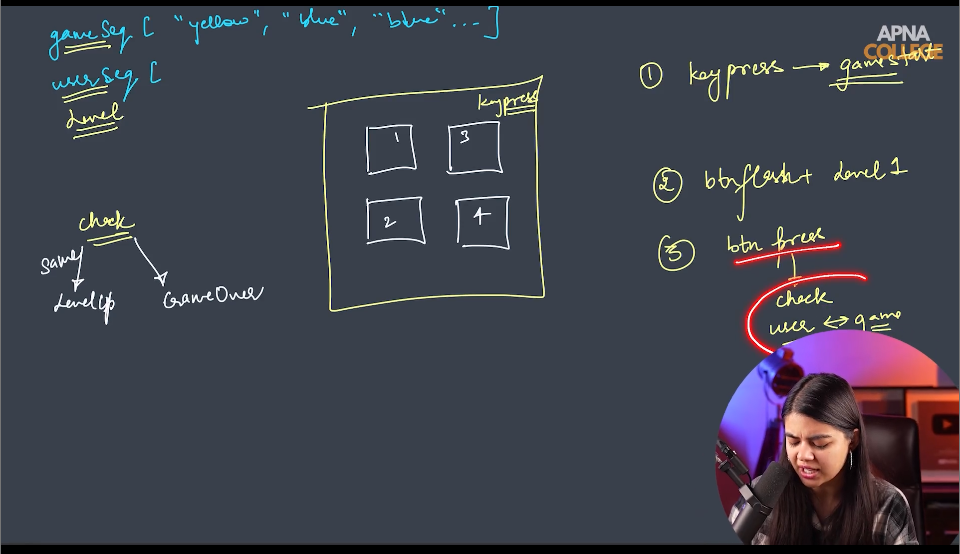 gameSeq [ "yellow", "blue", "blue"... ]
userSeq [
Level
check
same
LevelUp
GameOver
keypress
1
3
2
4
APNA
COLLEGE
① keypress → gamestart
② btnflash + Level 1
③ btn press
check
user ↔ game